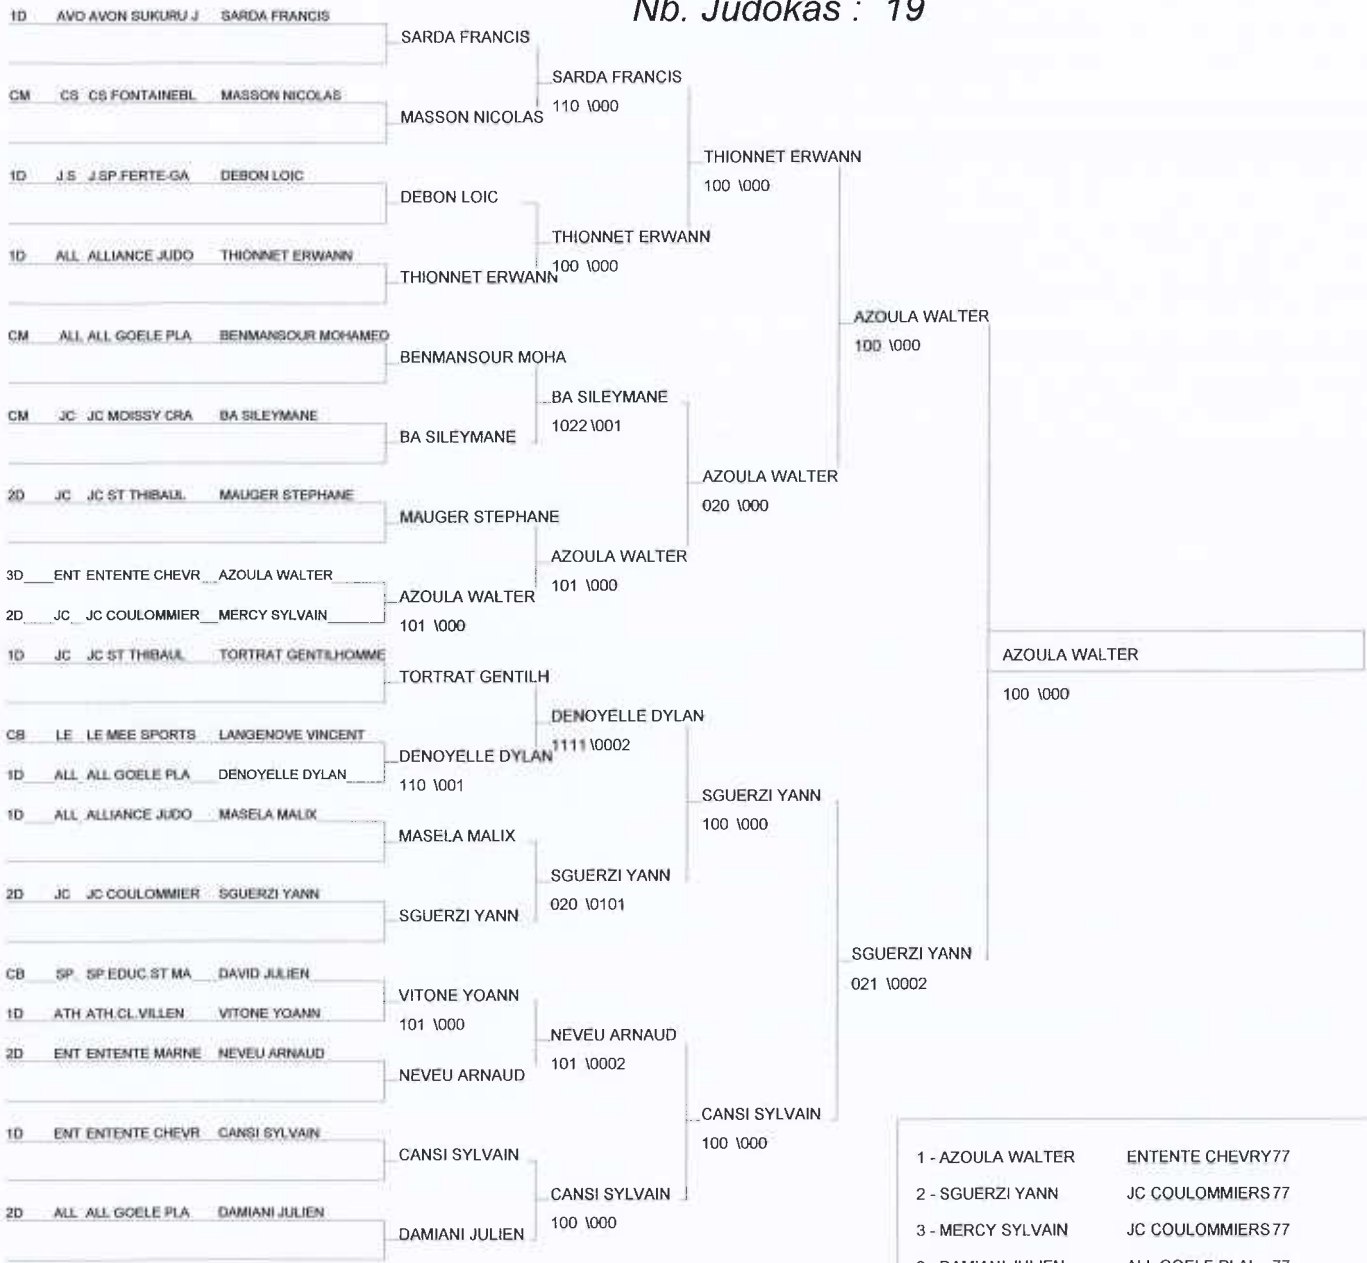 Nb. Judokas : 19
1D AVO AVON SUKURU J SARDA FRANCIS
SARDA FRANCIS
SARDA FRANCIS
110 \000
CM CS CS FONTAINEBL MASSON NICOLAS
MASSON NICOLAS
THIONNET ERWANN
100 \000
1D J.S J.SP.FERTE-GA DEBON LOIC
DEBON LOIC
THIONNET ERWANN
100 \000
1D ALL ALLIANCE JUDO THIONNET ERWANN
THIONNET ERWANN
AZOULA WALTER
100 \000
CM ALL ALL GOELE PLA BENMANSOUR MOHAMED
BENMANSOUR MOHA
BA SILEYMANE
1022 \001
CM JC JC MOISSY CRA BA SILEYMANE
BA SILEYMANE
AZOULA WALTER
020 \000
2D JC JC ST THIBAUL MAUGER STEPHANE
MAUGER STEPHANE
AZOULA WALTER
101 \000
3D ENT ENTENTE CHEVR AZOULA WALTER
AZOULA WALTER
101 \000
2D JC JC COULOMMIER MERCY SYLVAIN
AZOULA WALTER
100 \000
1D JC JC ST THIBAUL TORTRAT GENTILHOMME
TORTRAT GENTILH
DENOYELLE DYLAN
1111 \0002
CB LE LE MEE SPORTS LANGENOVE VINCENT
DENOYELLE DYLAN
110 \001
1D ALL ALL GOELE PLA DENOYELLE DYLAN
SGUERZI YANN
100 \000
1D ALL ALLIANCE JUDO MASELA MALIX
MASELA MALIX
SGUERZI YANN
020 \0101
2D JC JC COULOMMIER SGUERZI YANN
SGUERZI YANN
SGUERZI YANN
021 \0002
CB SP. SP.EDUC.ST MA DAVID JULIEN
VITONE YOANN
101 \000
1D ATH ATH.CL.VILLEN VITONE YOANN
NEVEU ARNAUD
101 \0002
2D ENT ENTENTE MARNE NEVEU ARNAUD
NEVEU ARNAUD
CANSI SYLVAIN
100 \000
1D ENT ENTENTE CHEVR CANSI SYLVAIN
CANSI SYLVAIN
CANSI SYLVAIN
100 \000
2D ALL ALL GOELE PLA DAMIANI JULIEN
DAMIANI JULIEN
1 - AZOULA WALTER ENTENTE CHEVRY 77
2 - SGUERZI YANN JC COULOMMIERS 77
3 - MERCY SYLVAIN JC COULOMMIERS 77